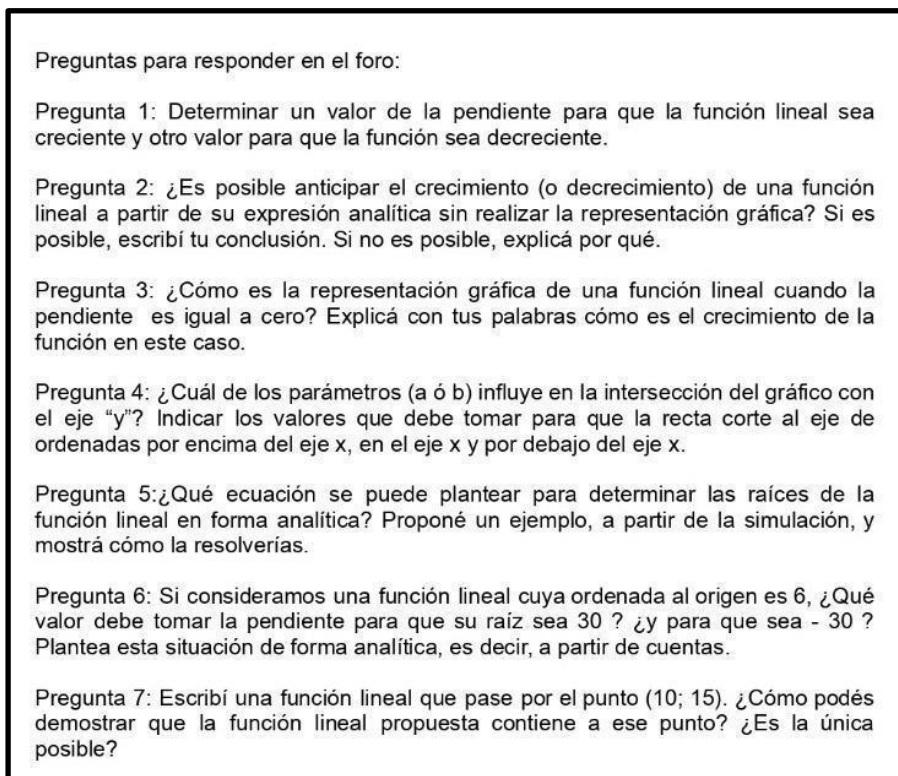 Preguntas para responder en el foro:
Pregunta 1: Determinar un valor de la pendiente para que la función lineal sea
creciente y otro valor para que la función sea decreciente.
Pregunta 2: ¿Es posible anticipar el crecimiento (o decrecimiento) de una función
lineal a partir de su expresión analítica sin realizar la representación gráfica? Si es
posible, escribí tu conclusión. Si no es posible, explicá por qué.
Pregunta 3: ¿Cómo es la representación gráfica de una función lineal cuando la
pendiente es igual a cero? Explicá con tus palabras cómo es el crecimiento de la
función en este caso.
Pregunta 4: ¿Cuál de los parámetros (a ó b) influye en la intersección del gráfico con
el eje “y”? Indicar los valores que debe tomar para que la recta corte al eje de
ordenadas por encima del eje x, en el eje x y por debajo del eje x.
Pregunta 5:¿Qué ecuación se puede plantear para determinar las raíces de la
función lineal en forma analítica? Proponé un ejemplo, a partir de la simulación, y
mostrá cómo la resolverías.
Pregunta 6: Si consideramos una función lineal cuya ordenada al origen es 6, ¿Qué
valor debe tomar la pendiente para que su raíz sea 30 ? ¿y para que sea - 30 ?
Plantea esta situación de forma analítica, es decir, a partir de cuentas.
Pregunta 7: Escribí una función lineal que pase por el punto (10; 15). ¿Cómo podés
demostrar que la función lineal propuesta contiene a ese punto? ¿Es la única
posible?